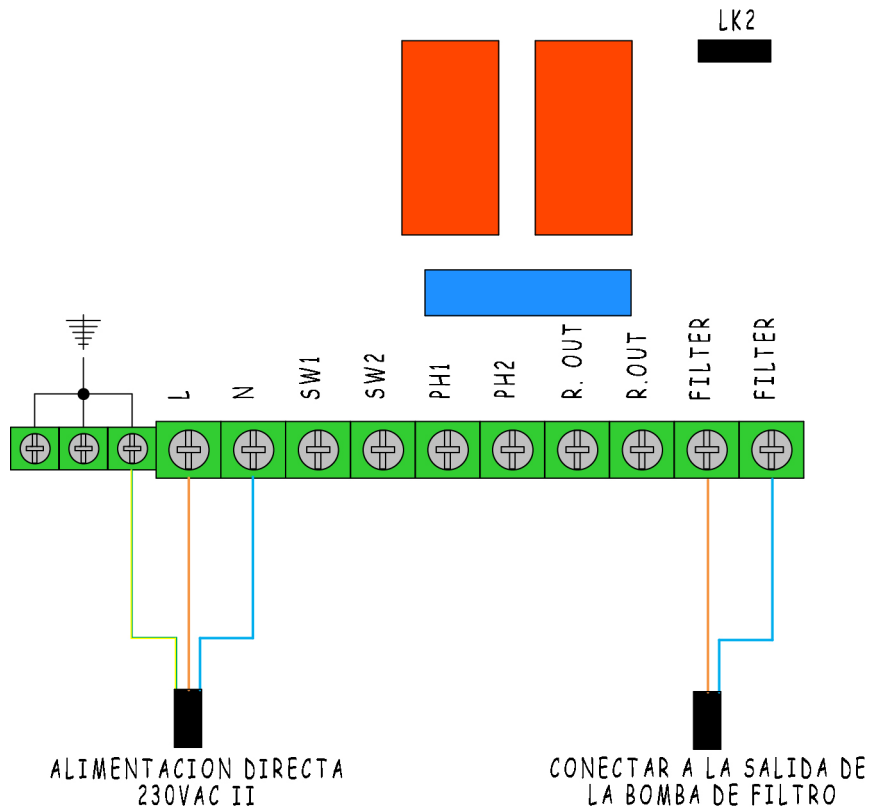 LK2
L
N
SW1
SW2
PH1
PH2
R. OUT
R.OUT
FILTER
FILTER
ALIMENTACION DIRECTA
230VAC II
CONECTAR A LA SALIDA DE
LA BOMBA DE FILTRO